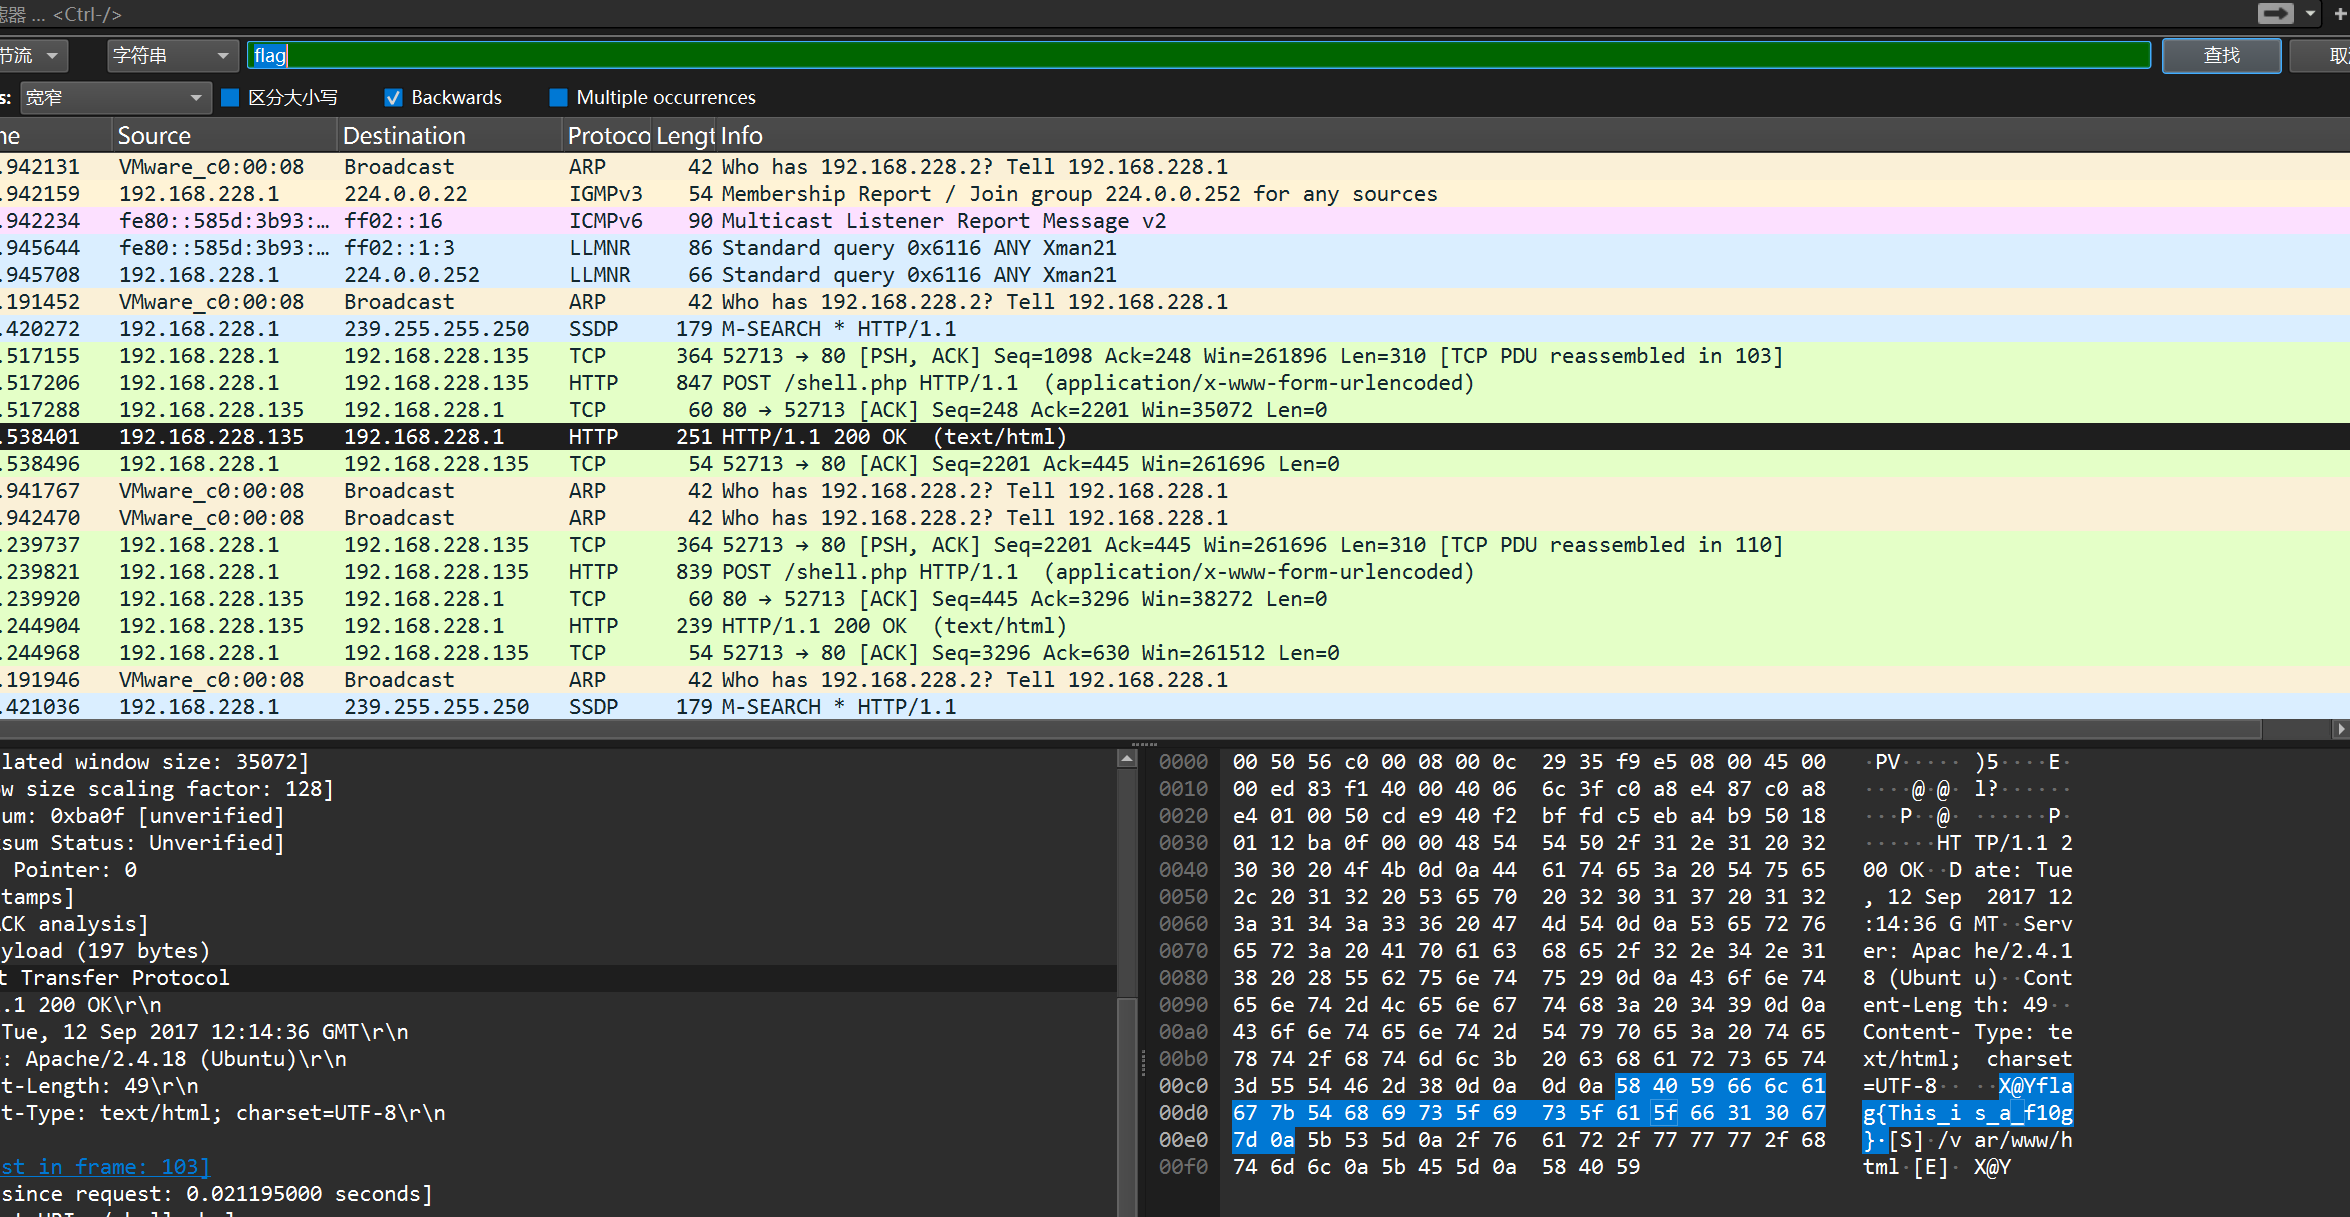 滤器 ... <Ctrl-/>
节流 字符串 flag 查找 取
s: 宽窄 区分大小写 Backwards Multiple occurrences
ne Source Destination Protoco Lengt Info
.942131 VMware_c0:00:08 Broadcast ARP 42 Who has 192.168.228.2? Tell 192.168.228.1
.942159 192.168.228.1 224.0.0.22 IGMPv3 54 Membership Report / Join group 224.0.0.252 for any sources
.942234 fe80::585d:3b93:… ff02::16 ICMPv6 90 Multicast Listener Report Message v2
.945644 fe80::585d:3b93:… ff02::1:3 LLMNR 86 Standard query 0x6116 ANY Xman21
.945708 192.168.228.1 224.0.0.252 LLMNR 66 Standard query 0x6116 ANY Xman21
.191452 VMware_c0:00:08 Broadcast ARP 42 Who has 192.168.228.2? Tell 192.168.228.1
.420272 192.168.228.1 239.255.255.250 SSDP 179 M-SEARCH * HTTP/1.1
.517155 192.168.228.1 192.168.228.135 TCP 364 52713 → 80 [PSH, ACK] Seq=1098 Ack=248 Win=261896 Len=310 [TCP PDU reassembled in 103]
.517206 192.168.228.1 192.168.228.135 HTTP 847 POST /shell.php HTTP/1.1 (application/x-www-form-urlencoded)
.517288 192.168.228.135 192.168.228.1 TCP 60 80 → 52713 [ACK] Seq=248 Ack=2201 Win=35072 Len=0
.538401 192.168.228.135 192.168.228.1 HTTP 251 HTTP/1.1 200 OK (text/html)
.538496 192.168.228.1 192.168.228.135 TCP 54 52713 → 80 [ACK] Seq=2201 Ack=445 Win=261696 Len=0
.941767 VMware_c0:00:08 Broadcast ARP 42 Who has 192.168.228.2? Tell 192.168.228.1
.942470 VMware_c0:00:08 Broadcast ARP 42 Who has 192.168.228.2? Tell 192.168.228.1
.239737 192.168.228.1 192.168.228.135 TCP 364 52713 → 80 [PSH, ACK] Seq=2201 Ack=445 Win=261696 Len=310 [TCP PDU reassembled in 110]
.239821 192.168.228.1 192.168.228.135 HTTP 839 POST /shell.php HTTP/1.1 (application/x-www-form-urlencoded)
.239920 192.168.228.135 192.168.228.1 TCP 60 80 → 52713 [ACK] Seq=445 Ack=3296 Win=38272 Len=0
.244904 192.168.228.135 192.168.228.1 HTTP 239 HTTP/1.1 200 OK (text/html)
.244968 192.168.228.1 192.168.228.135 TCP 54 52713 → 80 [ACK] Seq=3296 Ack=630 Win=261512 Len=0
.191946 VMware_c0:00:08 Broadcast ARP 42 Who has 192.168.228.2? Tell 192.168.228.1
.421036 192.168.228.1 239.255.255.250 SSDP 179 M-SEARCH * HTTP/1.1
lated window size: 35072]
w size scaling factor: 128]
um: 0xba0f [unverified]
sum Status: Unverified]
Pointer: 0
tamps]
CK analysis]
yload (197 bytes)
t Transfer Protocol
.1 200 OK\r\n
Tue, 12 Sep 2017 12:14:36 GMT\r\n
: Apache/2.4.18 (Ubuntu)\r\n
t-Length: 49\r\n
t-Type: text/html; charset=UTF-8\r\n
st in frame: 103]
since request: 0.021195000 seconds]
0000 00 50 56 c0 00 08 00 0c 29 35 f9 e5 08 00 45 00 ·PV····· )5····E·
0010 00 ed 83 f1 40 00 40 06 6c 3f c0 a8 e4 87 c0 a8 ····@·@· l?······
0020 e4 01 00 50 cd e9 40 f2 bf fd c5 eb a4 b9 50 18 ···P··@· ······P·
0030 01 12 ba 0f 00 00 48 54 54 50 2f 31 2e 31 20 32 ······HT TP/1.1 2
0040 30 30 20 4f 4b 0d 0a 44 61 74 65 3a 20 54 75 65 00 OK··D ate: Tue
0050 2c 20 31 32 20 53 65 70 20 32 30 31 37 20 31 32 , 12 Sep 2017 12
0060 3a 31 34 3a 33 36 20 47 4d 54 0d 0a 53 65 72 76 :14:36 G MT··Serv
0070 65 72 3a 20 41 70 61 63 68 65 2f 32 2e 34 2e 31 er: Apac he/2.4.1
0080 38 20 28 55 62 75 6e 74 75 29 0d 0a 43 6f 6e 74 8 (Ubunt u)··Cont
0090 65 6e 74 2d 4c 65 6e 67 74 68 3a 20 34 39 0d 0a ent-Leng th: 49··
00a0 43 6f 6e 74 65 6e 74 2d 54 79 70 65 3a 20 74 65 Content- Type: te
00b0 78 74 2f 68 74 6d 6c 3b 20 63 68 61 72 73 65 74 xt/html; charset
00c0 3d 55 54 46 2d 38 0d 0a 0d 0a 58 40 59 66 6c 61 =UTF-8·· ··X@Yfla
00d0 67 7b 54 68 69 73 5f 69 73 5f 61 5f 66 31 30 67 g{This_i s_a_f10g
00e0 7d 0a 5b 53 5d 0a 2f 76 61 72 2f 77 77 77 2f 68 }·[S]·/v ar/www/h
00f0 74 6d 6c 0a 5b 45 5d 0a 58 40 59 tml·[E]· X@Y